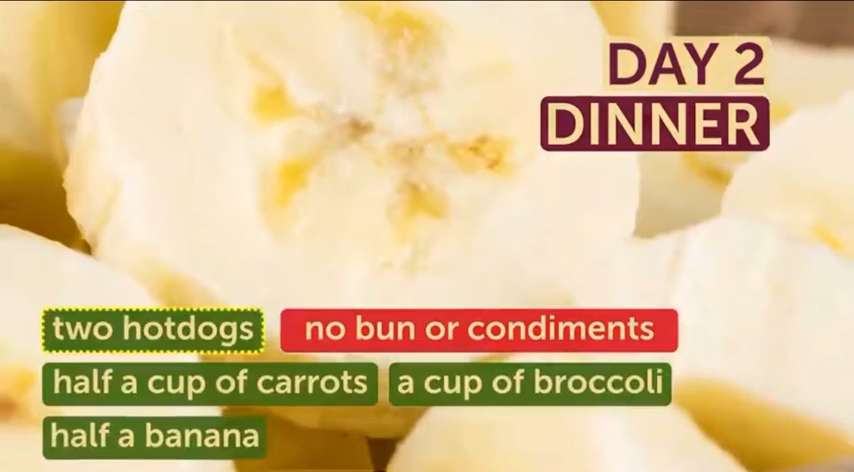 DAY 2
DINNER
two hotdogs no bun or condiments
half a cup of carrots a cup of broccoli
half a banana